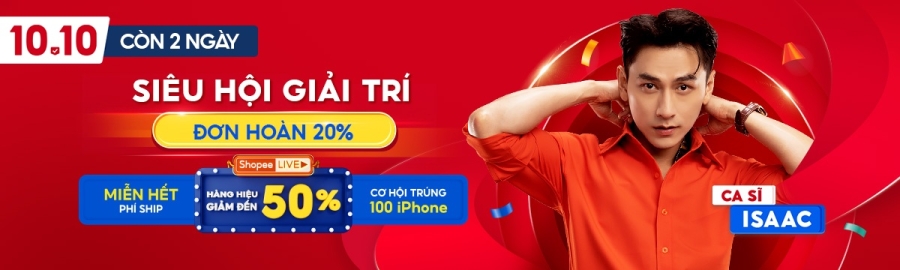 10.10
CÒN 2 NGÀY
SIÊU HỘI GIẢI TRÍ
ĐƠN HOÀN 20%
Shopee LIVE
MIỄN HẾT
PHÍ SHIP
HÀNG HIỆU
GIẢM ĐẾN
50%
CƠ HỘI TRÚNG
100 iPhone
CA SĨ
ISAAC